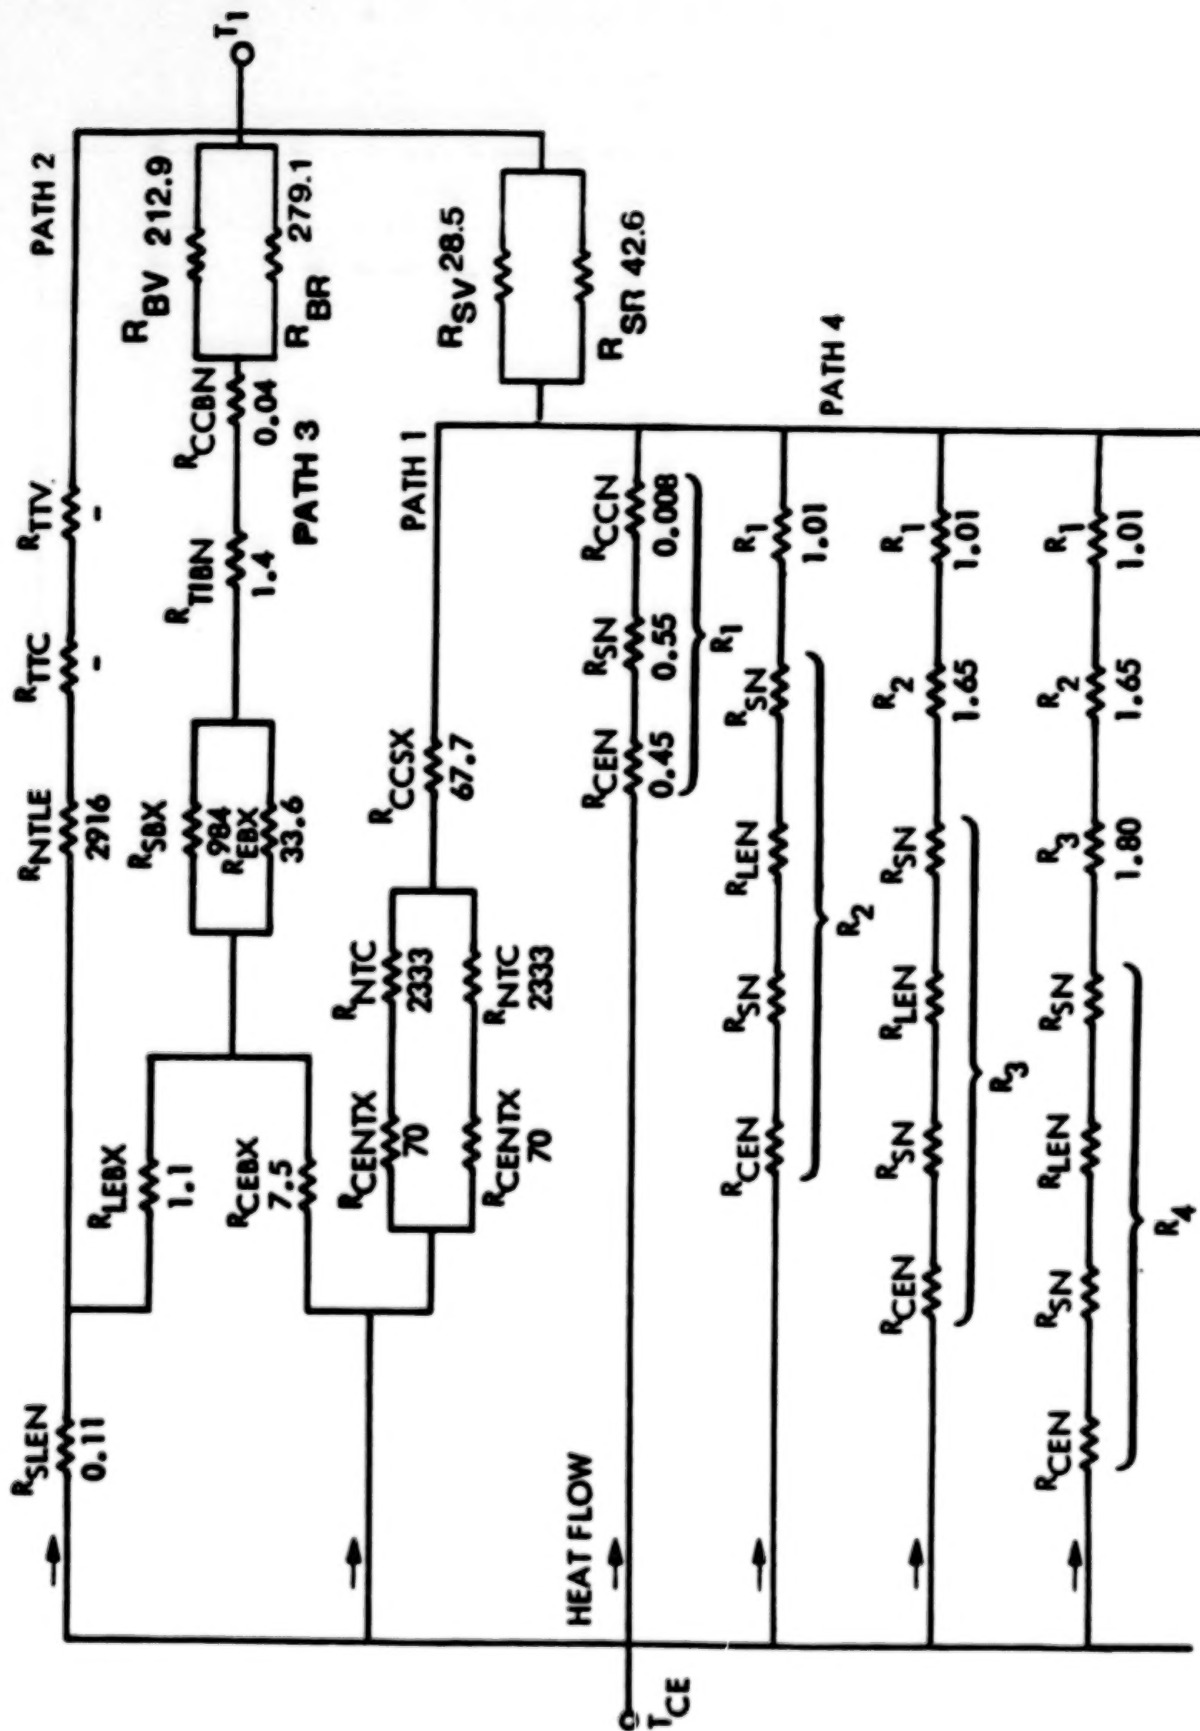 T1
PATH 2
RSLEN
0.11
RNTLE
2916
RTTC
-
RTTV
-
RLEBX
1.1
RCEBX
7.5
RSBX
984
REBX
33.6
RTIBN
1.4
RCCBN
0.04
RBV 212.9
RBR 279.1
PATH 3
RCENTX
70
RNTC
2333
RCENTX
70
RNTC
2333
RCCSX
67.7
PATH 1
RSV 28.5
RSR 42.6
HEAT FLOW
TCE
RCEN
0.45
RSN
0.55
RCCN
0.008
R1
PATH 4
RCEN
RSN
RLEN
RSN
R1
1.01
R2
RCEN
RSN
RLEN
RSN
R2
1.65
R1
1.01
R3
RCEN
RSN
RLEN
RSN
R3
1.80
R2
1.65
R1
1.01
R4